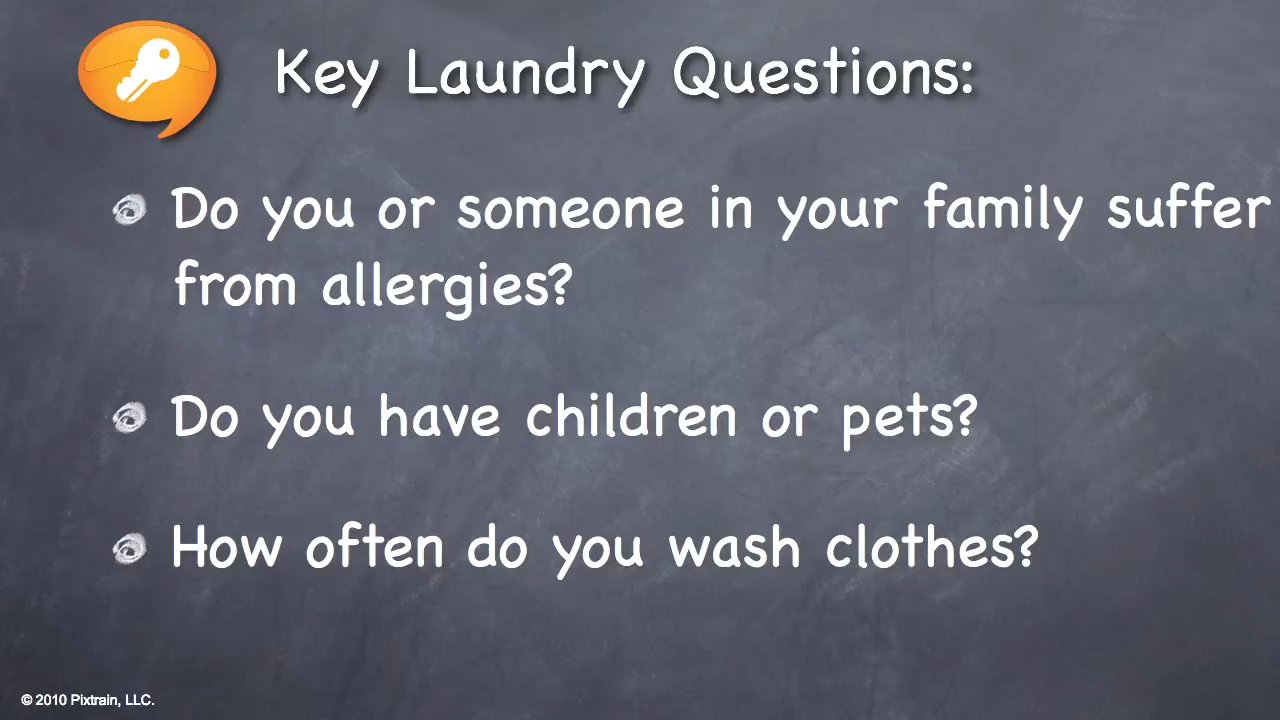 Key Laundry Questions:
Do you or someone in your family suffer
from allergies?
Do you have children or pets?
How often do you wash clothes?
© 2010 Pixtrain, LLC.